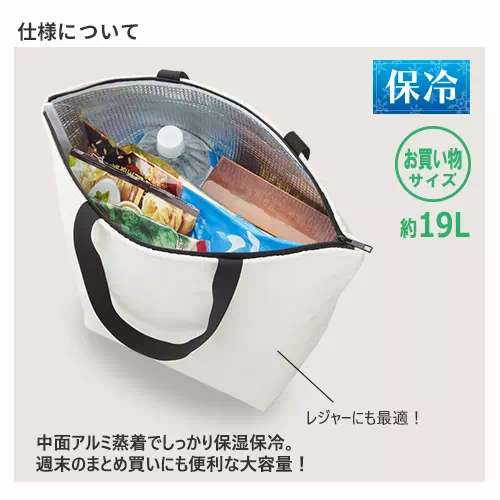 仕様について
保冷
お買い物
サイズ
約19L
レジャーにも最適！
中面アルミ蒸着でしっかり保湿保冷。
週末のまとめ買いにも便利な大容量！